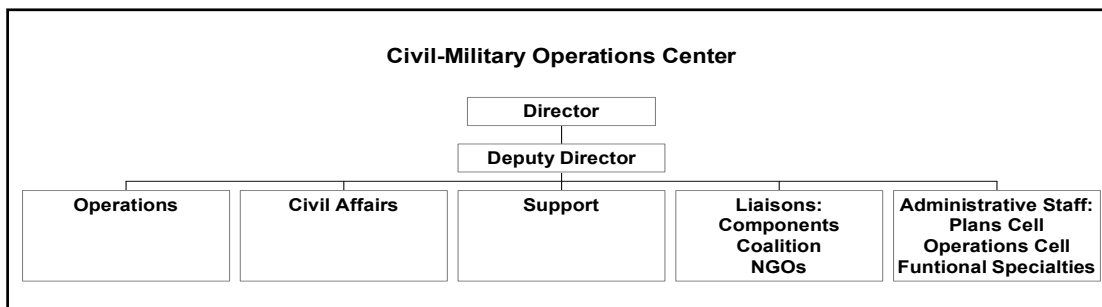 Civil-Military Operations Center
Director
Deputy Director
Operations
Civil Affairs
Support
Liaisons:
Components
Coalition
NGOs
Administrative Staff:
Plans Cell
Operations Cell
Funtional Specialties